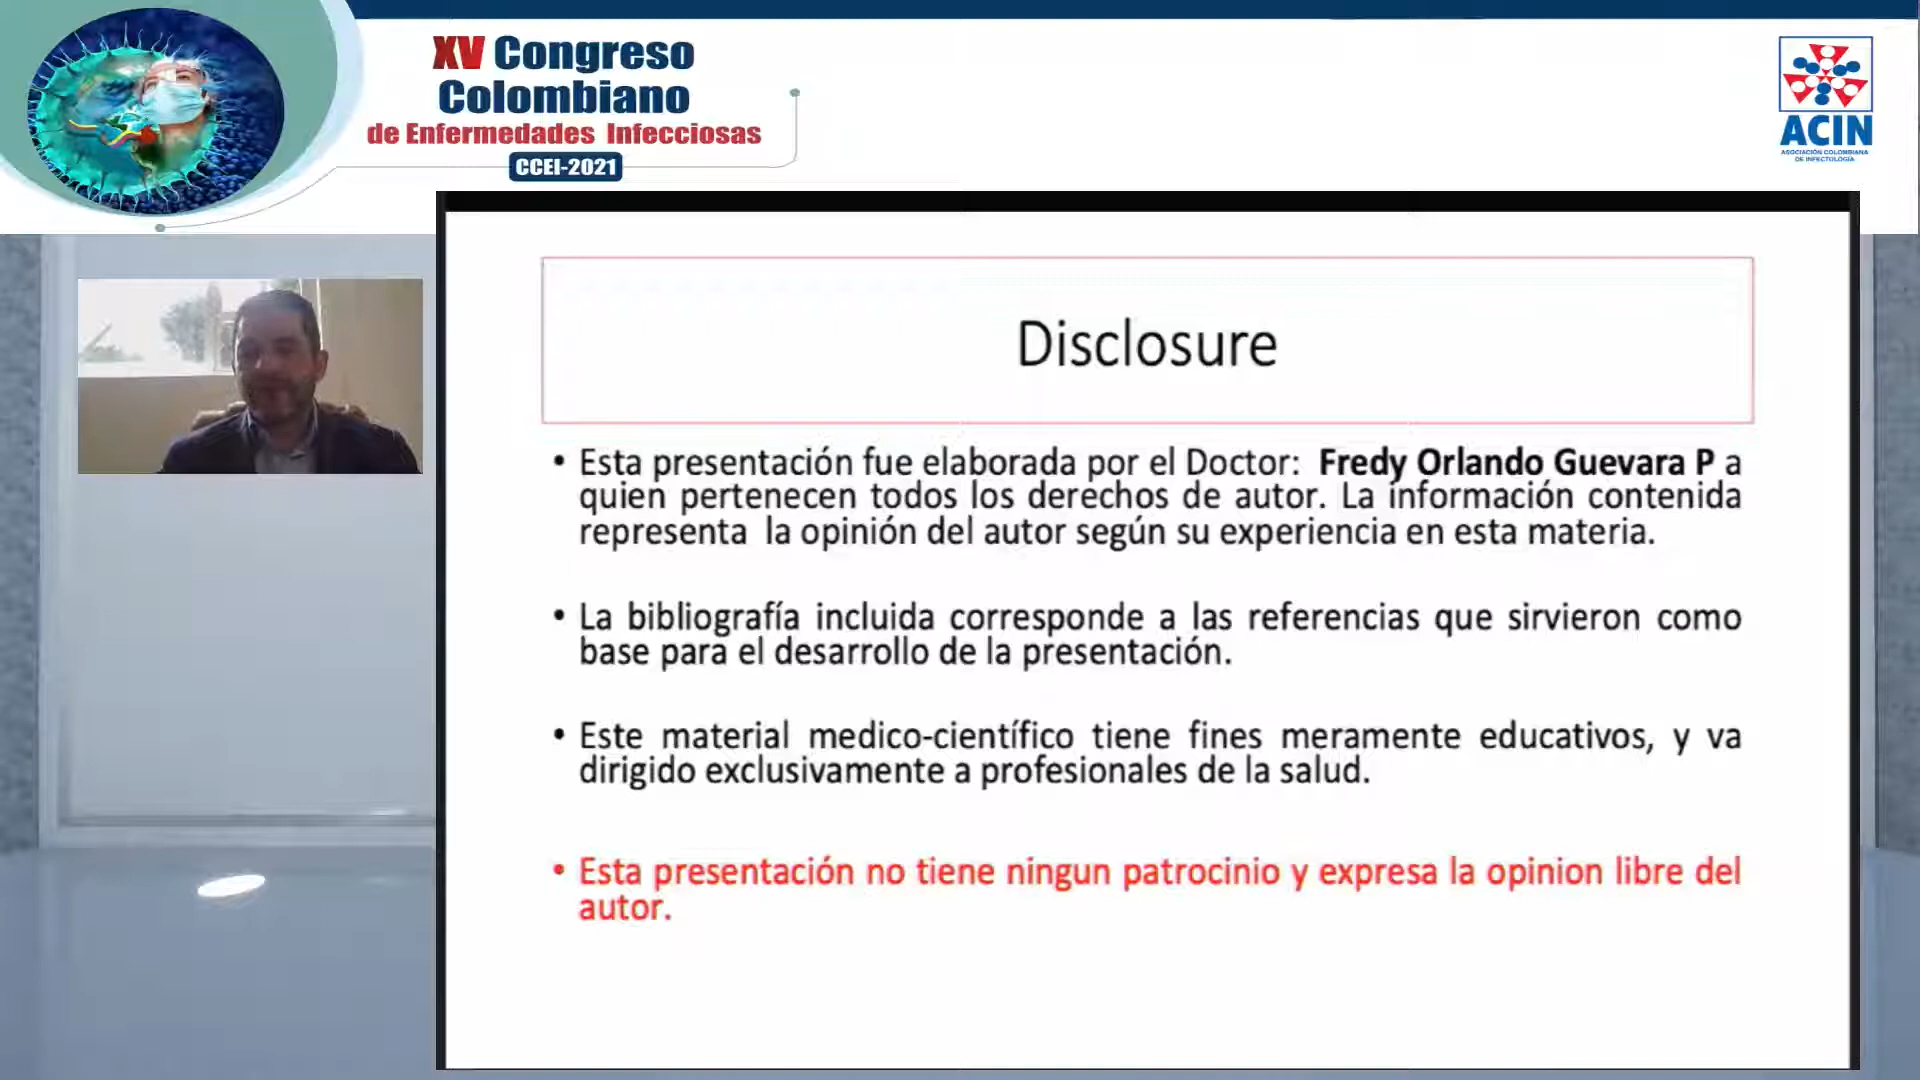 XV Congreso
Colombiano
de Enfermedades Infecciosas
CCEI-2021
ACIN
ASOCIACIÓN COLOMBIANA
DE INFECTOLOGÍA
Disclosure
• Esta presentación fue elaborada por el Doctor: Fredy Orlando Guevara P a
quien pertenecen todos los derechos de autor. La información contenida
representa la opinión del autor según su experiencia en esta materia.
• La bibliografía incluida corresponde a las referencias que sirvieron como
base para el desarrollo de la presentación.
• Este material medico-científico tiene fines meramente educativos, y va
dirigido exclusivamente a profesionales de la salud.
• Esta presentación no tiene ningun patrocinio y expresa la opinion libre del
autor.